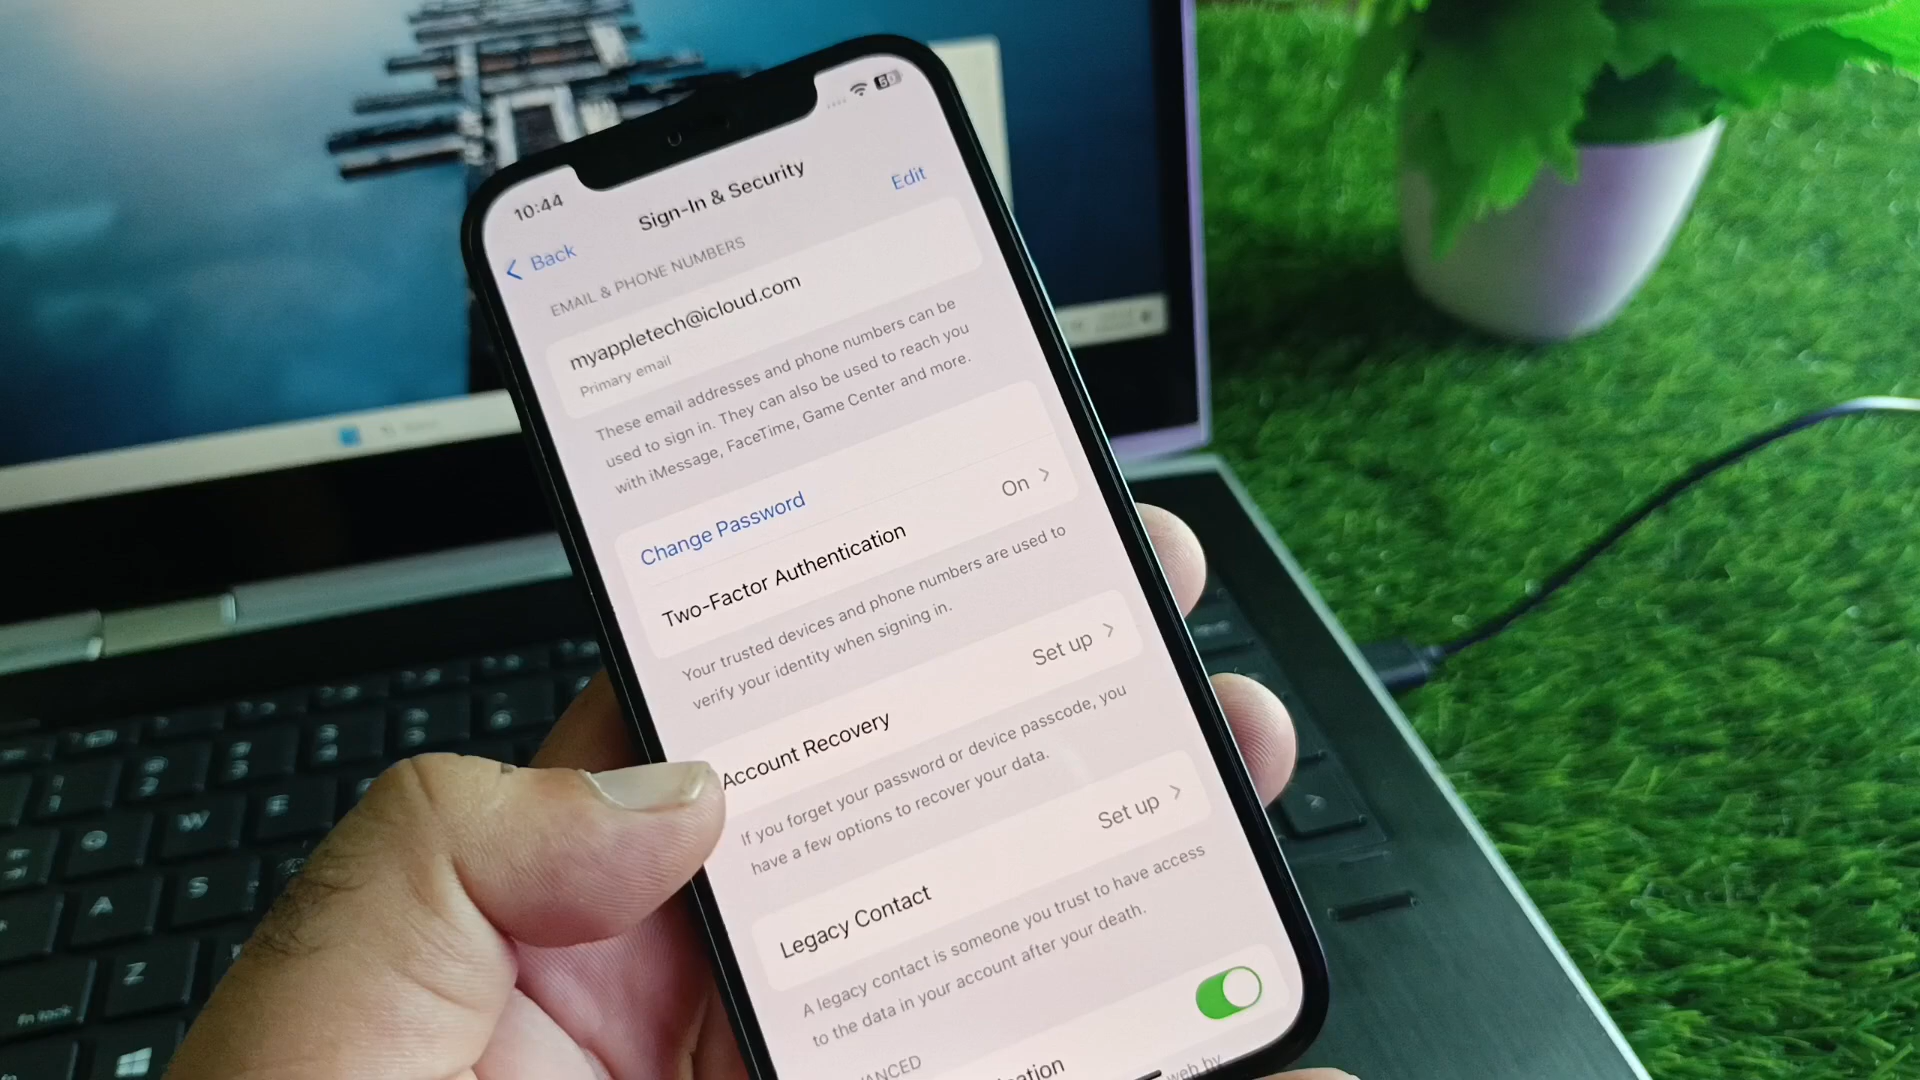 10:44
50
Back
Sign-In & Security
Edit
EMAIL & PHONE NUMBERS
myappletech@icloud.com
Primary email
These email addresses and phone numbers can be
used to sign in. They can also be used to reach you
with iMessage, FaceTime, Game Center and more.
Change Password
Two-Factor Authentication
On
Your trusted devices and phone numbers are used to
verify your identity when signing in.
Account Recovery
Set up
If you forget your password or device passcode, you
have a few options to recover your data.
Legacy Contact
Set up
A legacy contact is someone you trust to have access
to the data in your account after your death.
web by
W
A
S
Z
fn lock